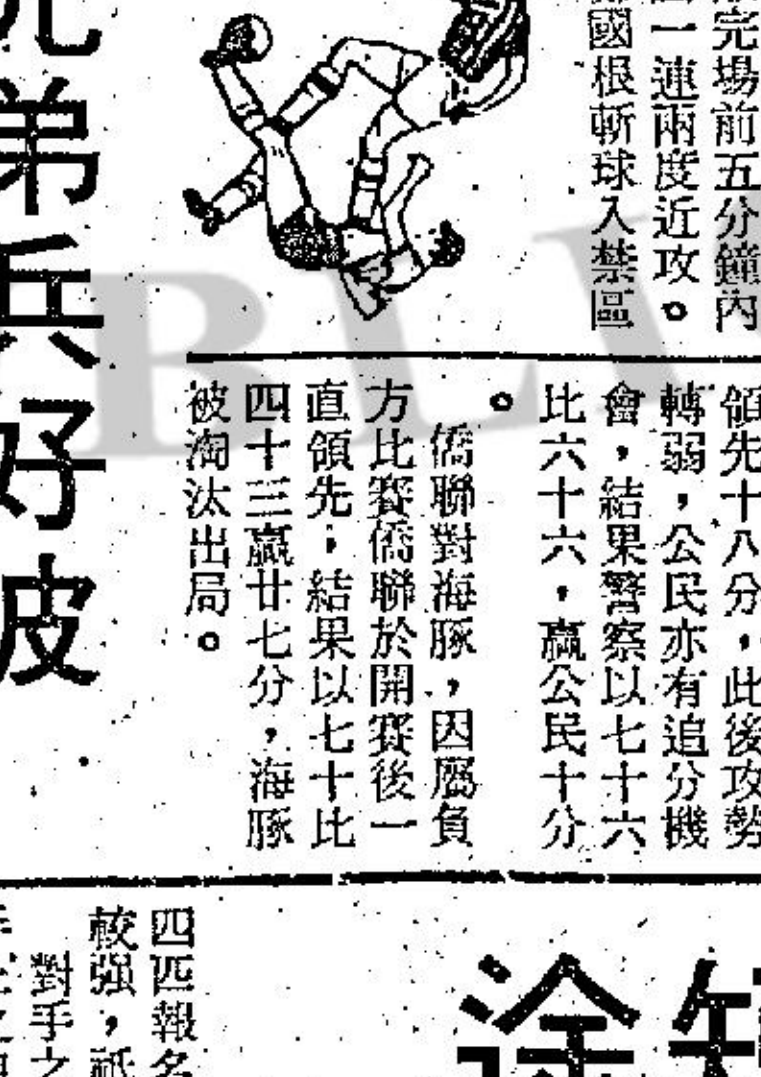 完場前五分鐘內
一連兩度近攻。
國根斬球入禁區
弟兵好波
領先十八分，此後攻勢
轉弱，公民亦有追分機
會，結果警察以七十六
比六十六，贏公民十分
。
僑聯對海豚，因屬負
方比賽僑聯於開賽後一
直領先；結果以七十比
四十三贏廿七分，海豚
被淘汰出局。
四匹報名
較强，祇
對手之